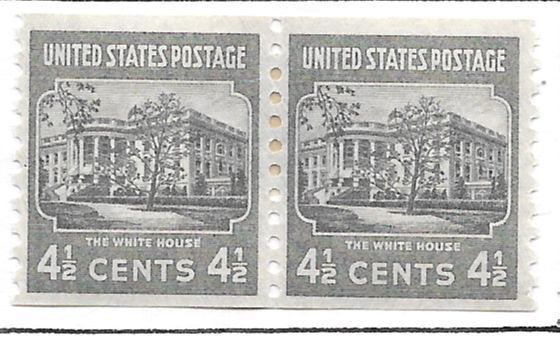 UNITED STATES POSTAGE
THE WHITE HOUSE
4½ CENTS 4½
UNITED STATES POSTAGE
THE WHITE HOUSE
4½ CENTS 4½